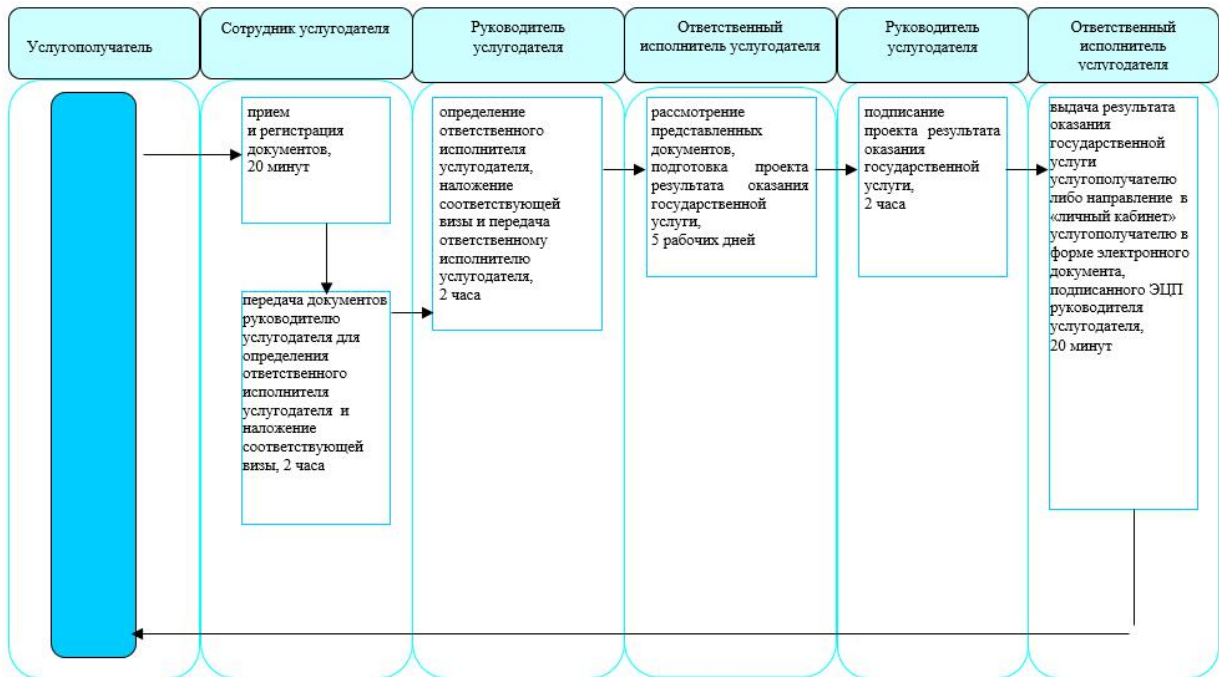 Услугополучатель
Сотрудник услугодателя
Руководитель
услугодателя
Ответственный
исполнитель услугодателя
Руководитель
услугодателя
Ответственный
исполнитель
услугодателя
прием
и регистрация
документов,
20 минут
передача документов
руководителю
услугодателя для
определения
ответственного
исполнителя
услугодателя и
наложение
соответствующей
визы, 2 часа
определение
ответственного
исполнителя
услугодателя,
наложение
соответствующей
визы и передача
ответственному
исполнителю
услугодателя,
2 часа
рассмотрение
представленных
документов,
подготовка проекта
результата оказания
государственной
услуги,
5 рабочих дней
подписание
проекта результата
оказания
государственной
услуги,
2 часа
выдача результата
оказания
государственной
услуги
услугополучателю
либо направление в
«личный кабинет»
услугополучателю в
форме электронного
документа,
подписанного ЭЦП
руководителя
услугодателя,
20 минут